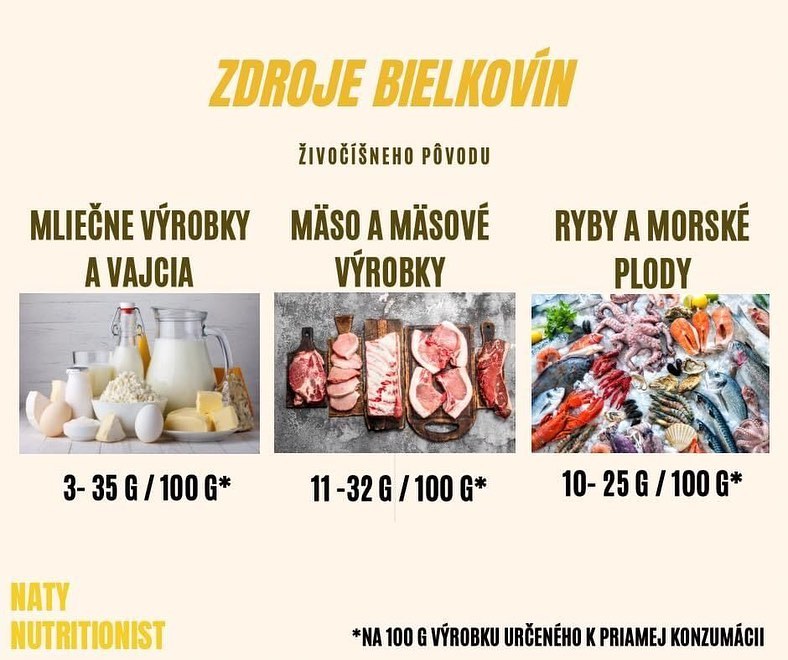 ZDROJE BIELKOVÍN
ŽIVOČÍŠNEHO PÔVODU
MLIEČNE VÝROBKY
A VAJCIA
3- 35 G / 100 G*
MÄSO A MÄSOVÉ
VÝROBKY
11 -32 G / 100 G*
RYBY A MORSKÉ
PLODY
10- 25 G / 100 G*
NATY
NUTRITIONIST
*NA 100 G VÝROBKU URČENÉHO K PRIAMEJ KONZUMÁCII